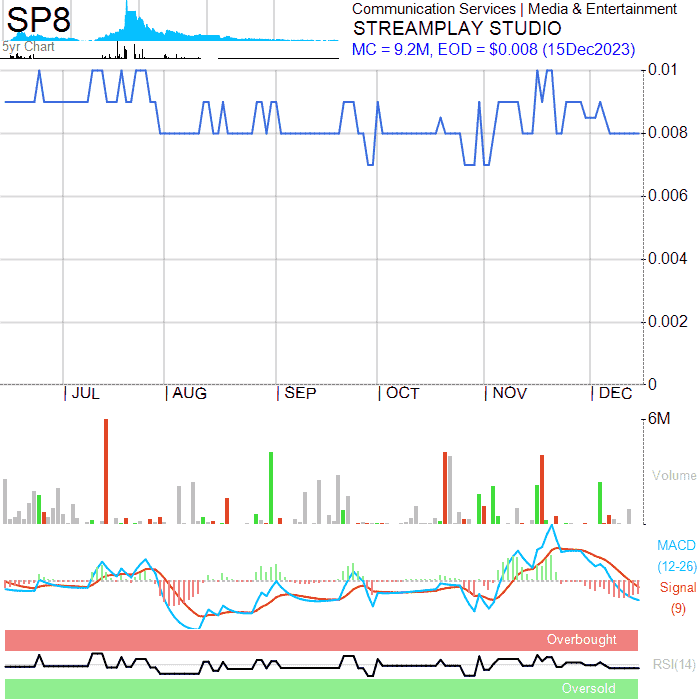 SP8
5yr Chart
Communication Services | Media & Entertainment
STREAMPLAY STUDIO
MC = 9.2M, EOD = $0.008 (15Dec2023)
0.01
0.008
0.006
0.004
0.002
0
JUL AUG SEP OCT NOV DEC
6M
Volume
MACD
(12-26)
Signal
(9)
Overbought
RSI(14)
Oversold